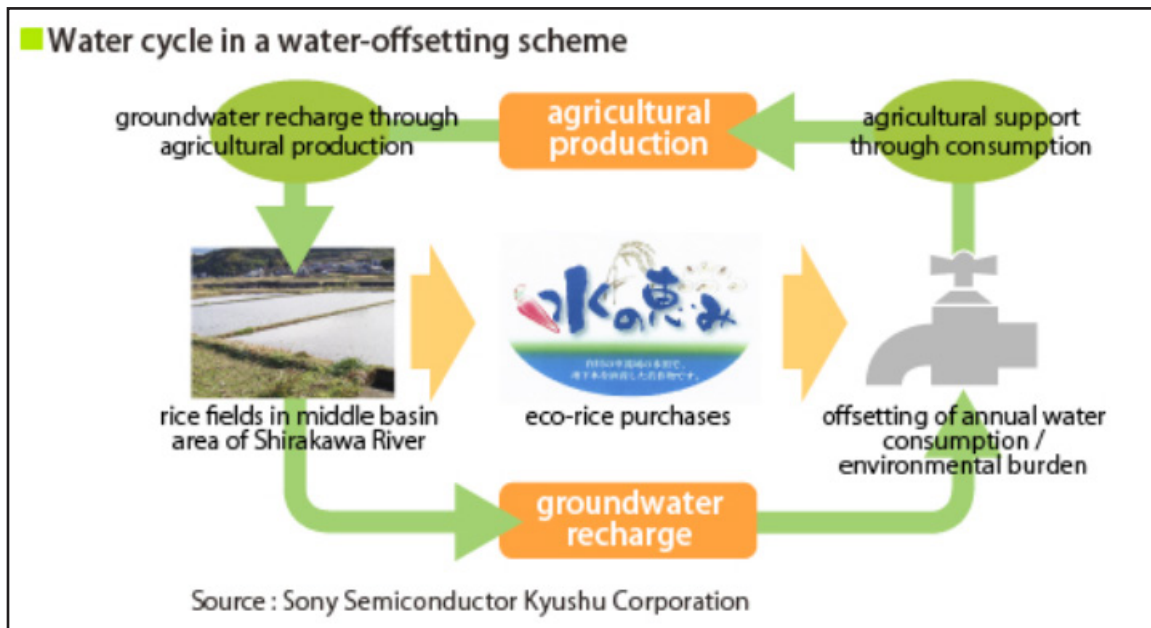 Water cycle in a water-offsetting scheme
groundwater recharge through
agricultural production
agricultural
production
agricultural support
through consumption
水の恵み
rice fields in middle basin
area of Shirakawa River
eco-rice purchases
offsetting of annual water
consumption /
environmental burden
groundwater
recharge
Source : Sony Semiconductor Kyushu Corporation